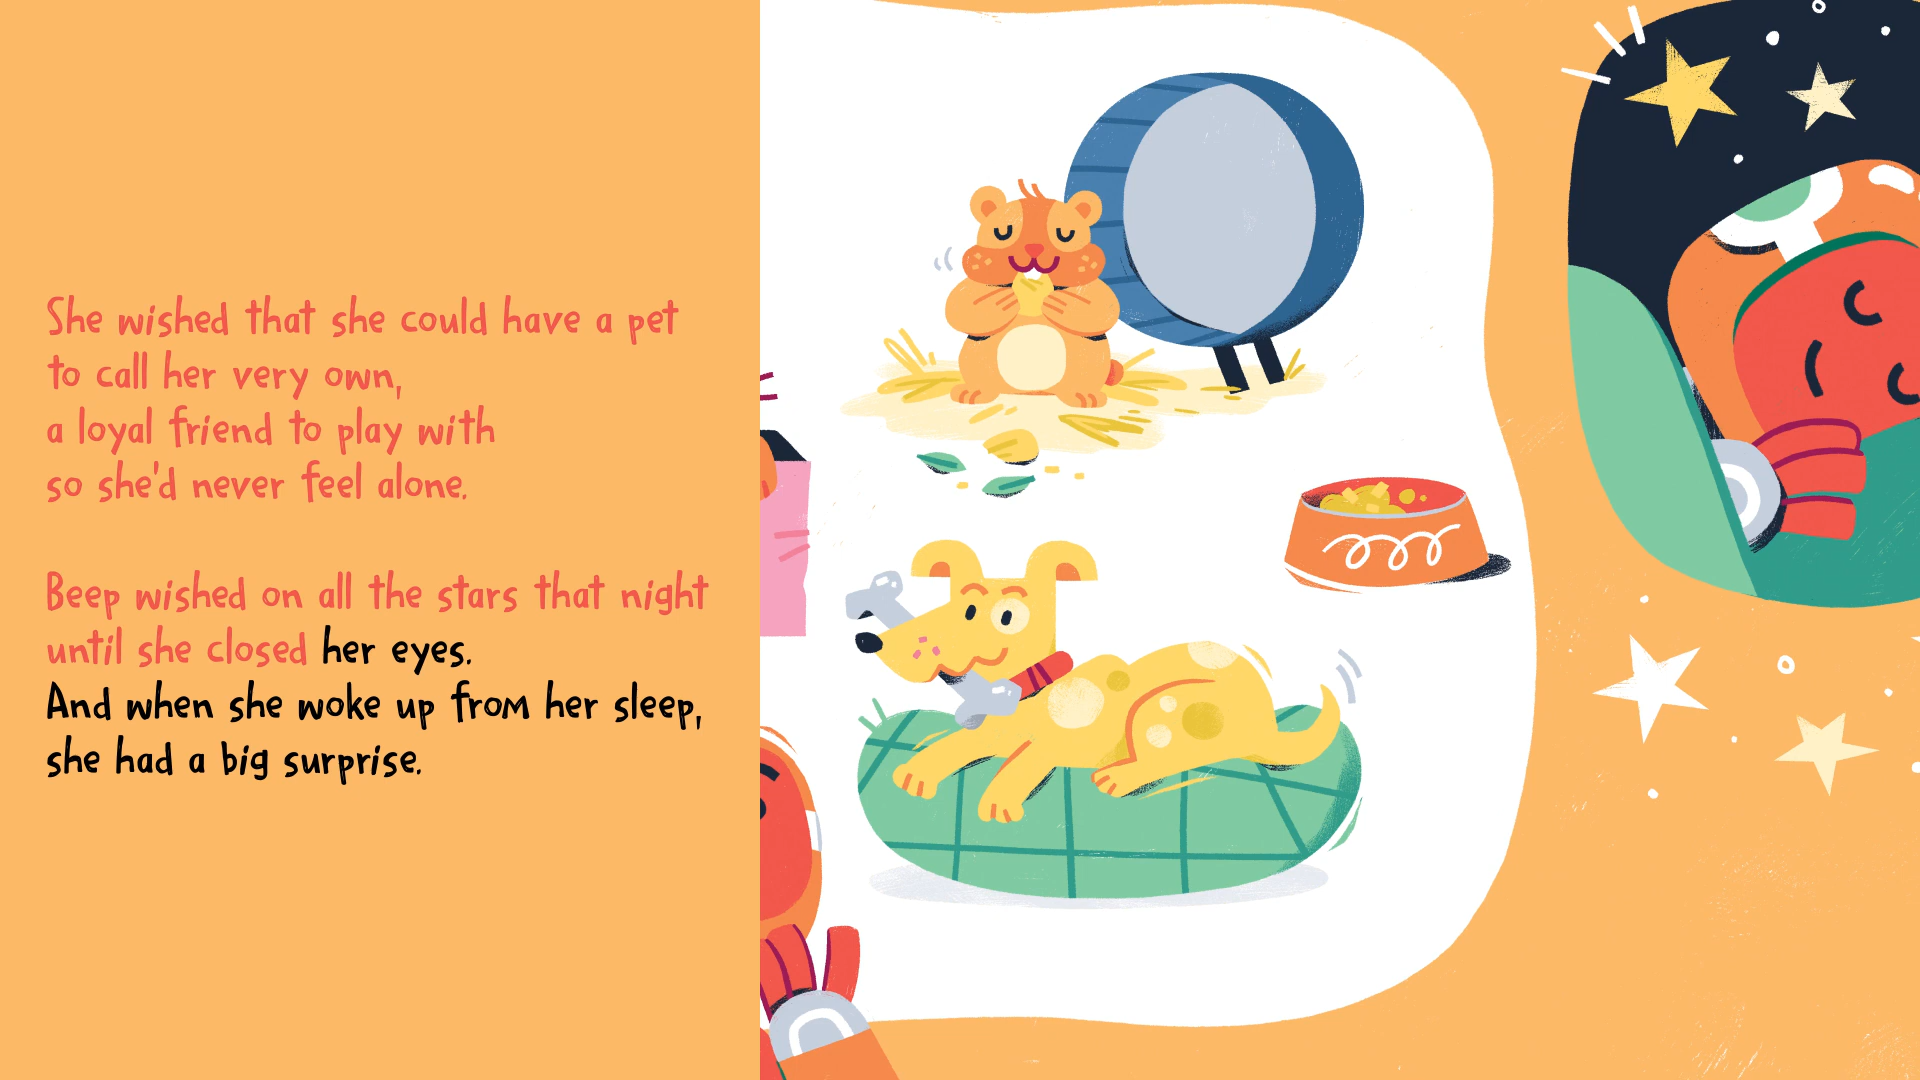 She wished that she could have a pet
to call her very own,
a loyal friend to play with
so she'd never feel alone.
Beep wished on all the stars that night
until she closed her eyes.
And when she woke up from her sleep,
she had a big surprise.